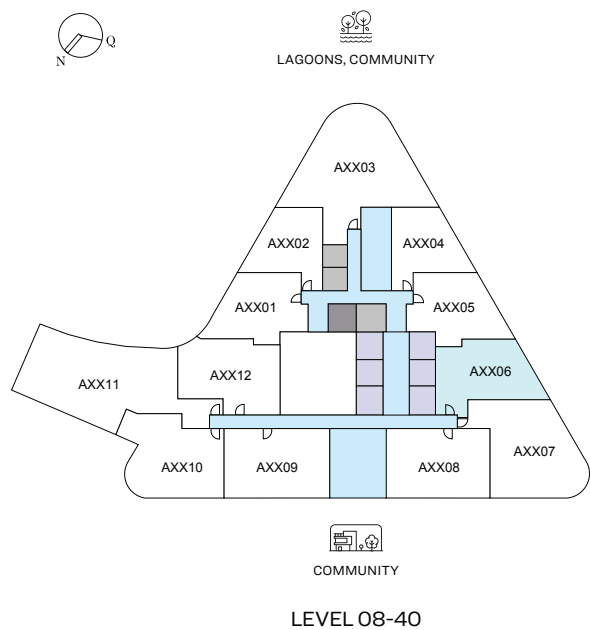 N
Q
LAGOONS, COMMUNITY
AXX03
AXX02
AXX04
AXX01
AXX05
AXX11
AXX12
AXX06
AXX10
AXX09
AXX08
AXX07
COMMUNITY
LEVEL 08-40